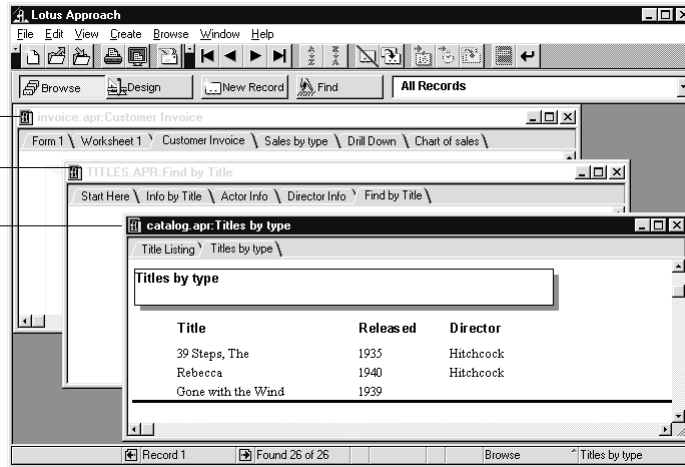 Lotus Approach
File Edit View Create Browse Window Help
Browse Design New Record Find All Records
invoice.apr:Customer Invoice
Form 1 Worksheet 1 Customer Invoice Sales by type Drill Down Chart of sales
TITLES.APR:Find by Title
Start Here Info by Title Actor Info Director Info Find by Title
catalog.apr:Titles by type
Title Listing Titles by type
Titles by type
Title Released Director
39 Steps, The 1935 Hitchcock
Rebecca 1940 Hitchcock
Gone with the Wind 1939
Record 1 Found 26 of 26 Browse Titles by type